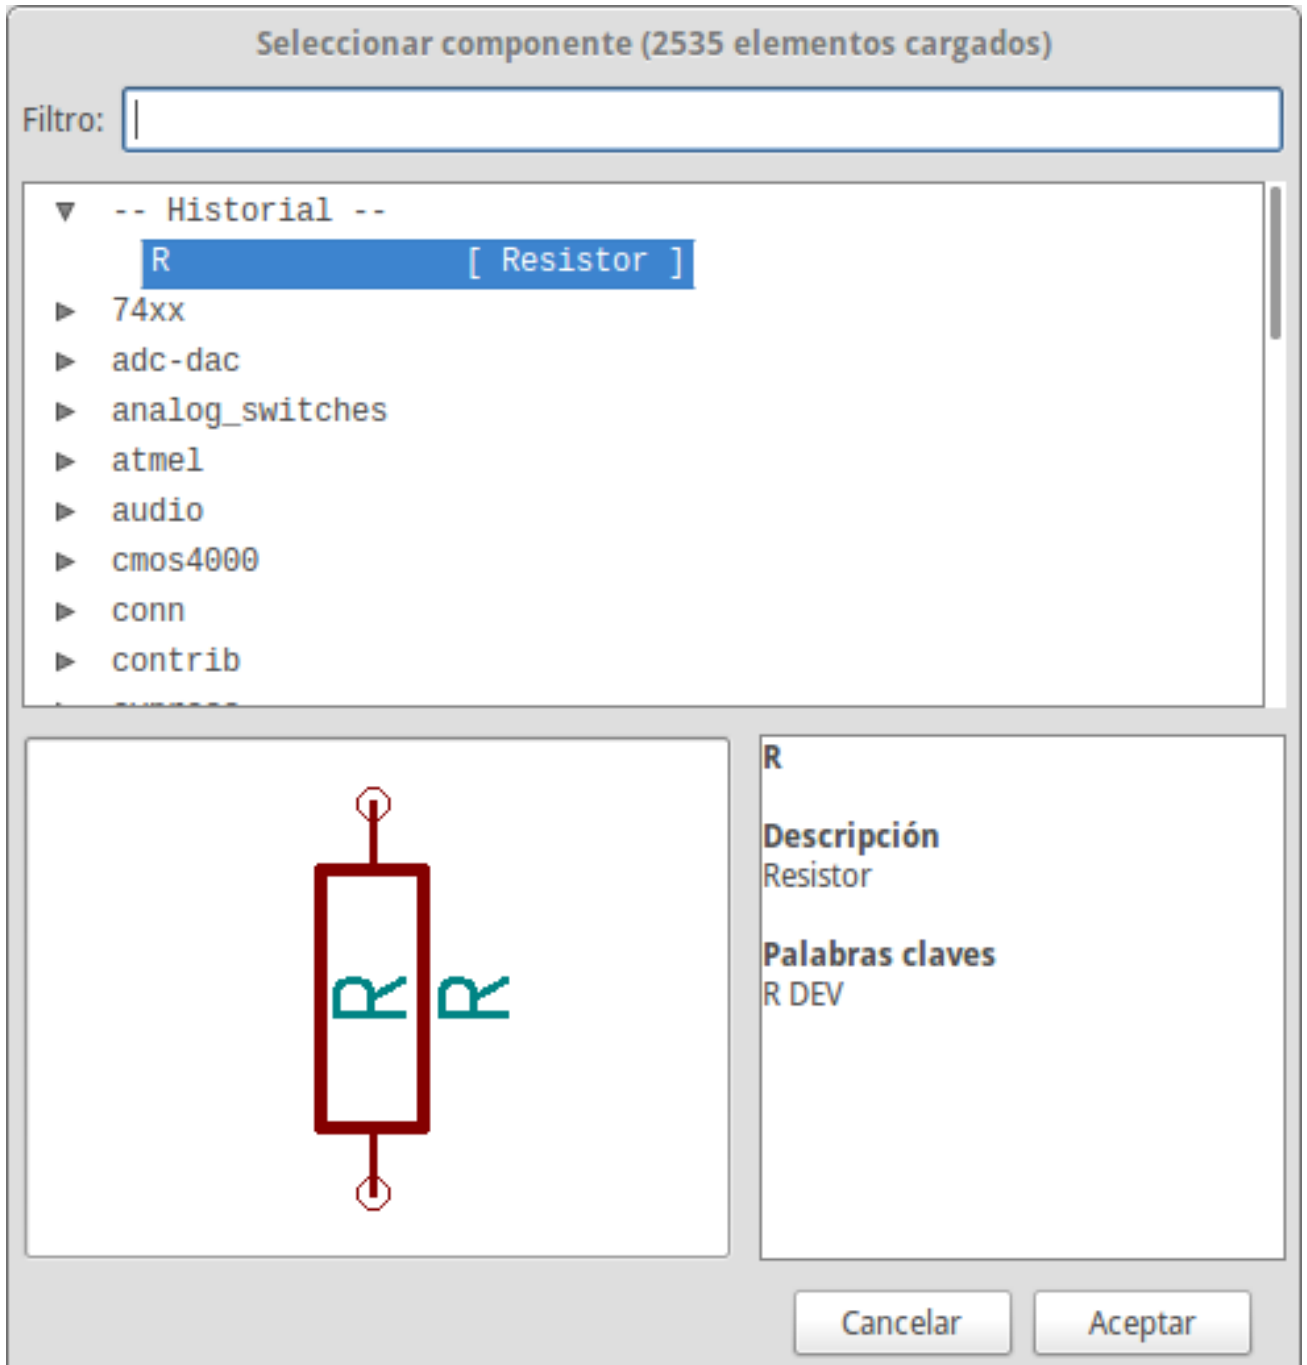 Seleccionar componente (2535 elementos cargados)
Filtro:
-- Historial --
R [ Resistor ]
74xx
adc-dac
analog_switches
atmel
audio
cmos4000
conn
contrib
R R
R
Descripción
Resistor
Palabras claves
R DEV
Cancelar Aceptar